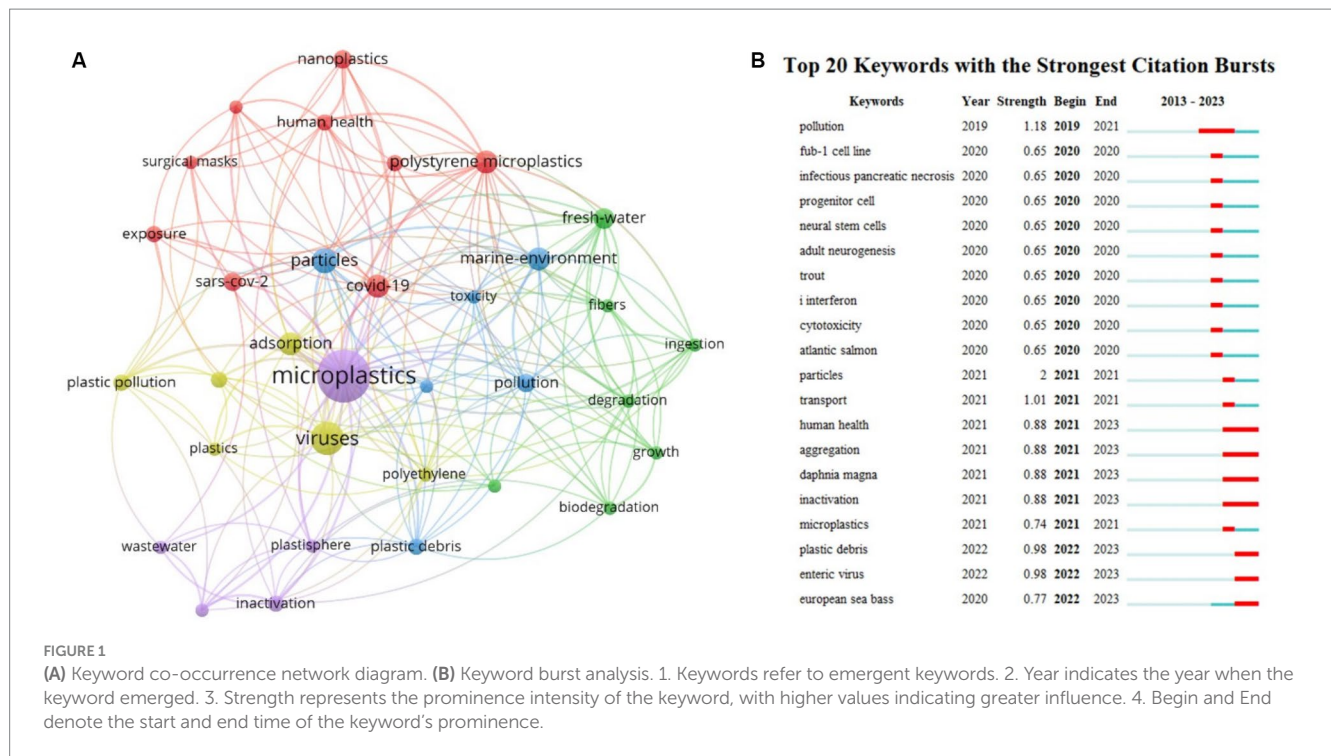 A
nanoplastics
human health
surgical masks
polystyrene microplastics
fresh-water
exposure
particles
marine-environment
sars-cov-2
covid-19
toxicity
fibers
adsorption
ingestion
microplastics
plastic pollution
pollution
degradation
viruses
plastics
growth
polyethylene
biodegradation
wastewater
plastisphere
plastic debris
inactivation
B
Top 20 Keywords with the Strongest Citation Bursts
Keywords Year Strength Begin End 2013 - 2023
pollution 2019 1.18 2019 2021
fub-1 cell line 2020 0.65 2020 2020
infectious pancreatic necrosis 2020 0.65 2020 2020
progenitor cell 2020 0.65 2020 2020
neural stem cells 2020 0.65 2020 2020
adult neurogenesis 2020 0.65 2020 2020
trout 2020 0.65 2020 2020
i interferon 2020 0.65 2020 2020
cytotoxicity 2020 0.65 2020 2020
atlantic salmon 2020 0.65 2020 2020
particles 2021 2 2021 2021
transport 2021 1.01 2021 2021
human health 2021 0.88 2021 2023
aggregation 2021 0.88 2021 2023
daphnia magna 2021 0.88 2021 2023
inactivation 2021 0.88 2021 2023
microplastics 2021 0.74 2021 2021
plastic debris 2022 0.98 2022 2023
enteric virus 2022 0.98 2022 2023
european sea bass 2020 0.77 2022 2023
FIGURE 1
(A) Keyword co-occurrence network diagram. (B) Keyword burst analysis. 1. Keywords refer to emergent keywords. 2. Year indicates the year when the
keyword emerged. 3. Strength represents the prominence intensity of the keyword, with higher values indicating greater influence. 4. Begin and End
denote the start and end time of the keyword's prominence.